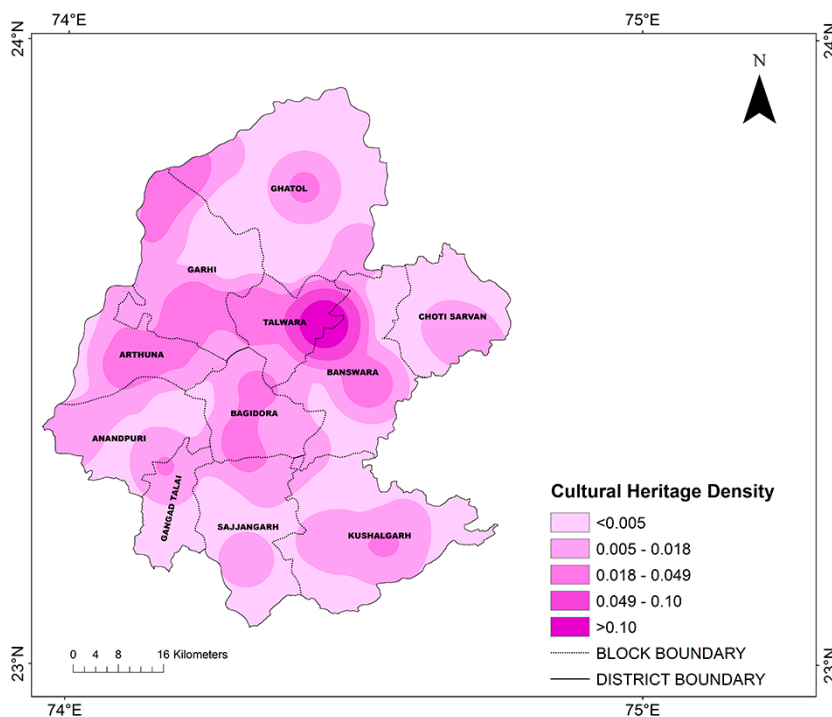 74°E 75°E
24°N 24°N
N
GHATOL
GARHI
CHOTI SARVAN
TALWARA
ARTHUNA
BANSWARA
BAGIDORA
ANANDPURI
GANGAD TALAI
SAJJANGARH
KUSHALGARH
Cultural Heritage Density
<0.005
0.005 - 0.018
0.018 - 0.049
0.049 - 0.10
>0.10
BLOCK BOUNDARY
DISTRICT BOUNDARY
0 4 8 16 Kilometers
23°N 23°N
74°E 75°E